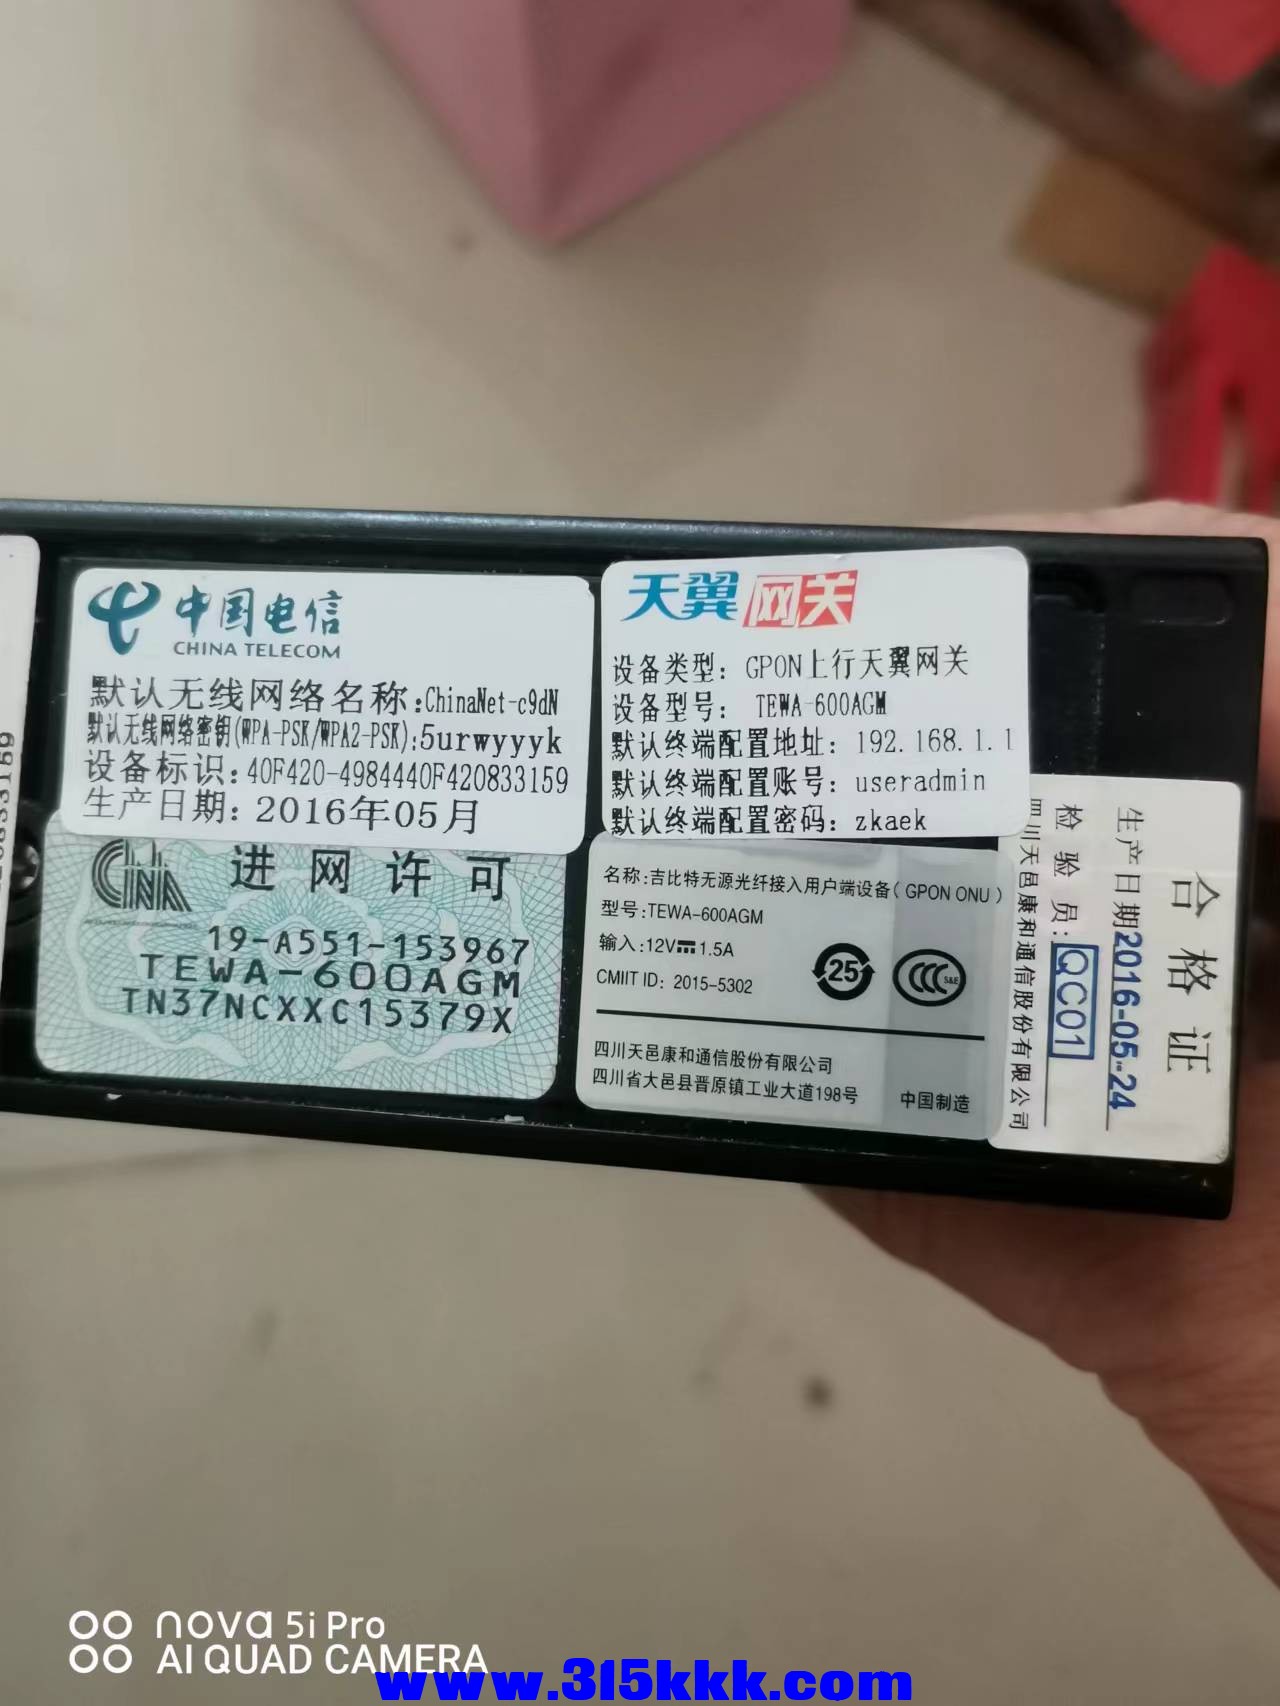 中国电信
CHINA TELECOM
默认无线网络名称:ChinaNet-c9dN
默认无线网络密钥(WPA-PSK/WPA2-PSK):5urwyyyk
设备标识:40F420-4984440F420833159
生产日期:2016年05月
天翼网关
设备类型: GPON上行天翼网关
设备型号: TEWA-600AGM
默认终端配置地址: 192.168.1.1
默认终端配置账号: useradmin
默认终端配置密码: zkaek
CINA
进网许可
19-A551-153967
TEWA-600AGM
TN37NCXXC15379X
名称:吉比特无源光纤接入用户端设备(GPON ONU)
型号:TEWA-600AGM
输入:12V 1.5A
CMIIT ID: 2015-5302
25
CCC S&E
四川天邑康和通信股份有限公司
四川省大邑县晋原镇工业大道198号
中国制造
合格证
生产日期2016-05-24
检验员:QC01
四川天邑康和通信股份有限公司
nova 5i Pro
AI QUAD CAMERA
www.315kkk.com